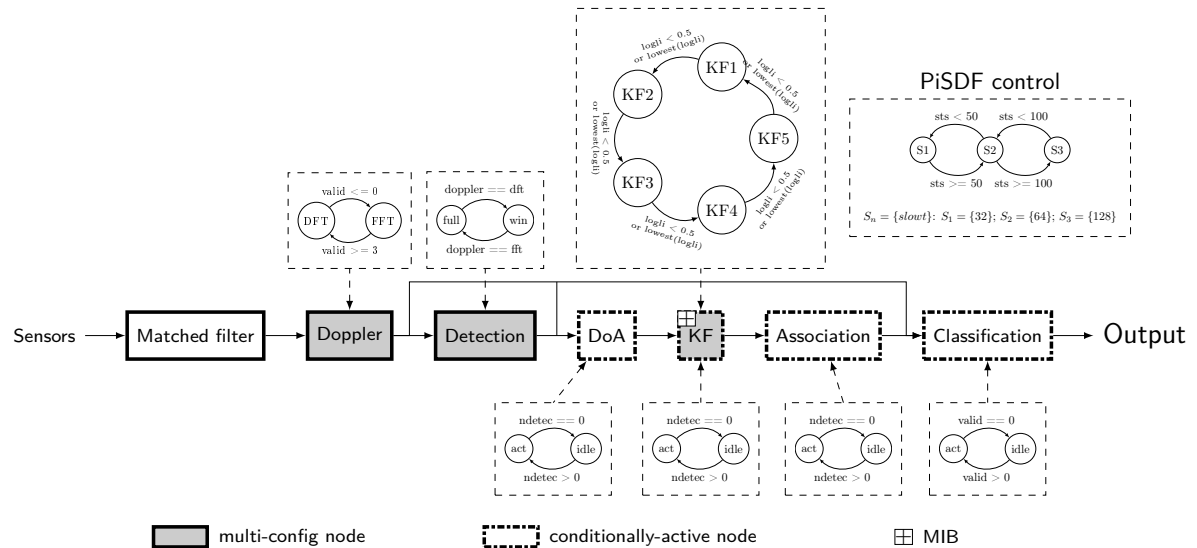 logli < 0.5
or lowest(logli)
KF1
logli < 0.5
or lowest(logli)
KF2
logli < 0.5
or lowest(logli)
KF5
KF3
KF4
logli < 0.5
or lowest(logli)
logli < 0.5
or lowest(logli)
PiSDF control
sts < 50
sts < 100
S1
S2
S3
sts >= 50
sts >= 100
Sn = {slowt}: S1 = {32}; S2 = {64}; S3 = {128}
valid <= 0
DFT
FFT
valid >= 3
doppler == dft
full
win
doppler == fft
Sensors
Matched filter
Doppler
Detection
DoA
KF
Association
Classification
Output
ndetec == 0
act
idle
ndetec > 0
ndetec == 0
act
idle
ndetec > 0
ndetec == 0
act
idle
ndetec > 0
valid == 0
act
idle
valid > 0
multi-config node
conditionally-active node
MIB